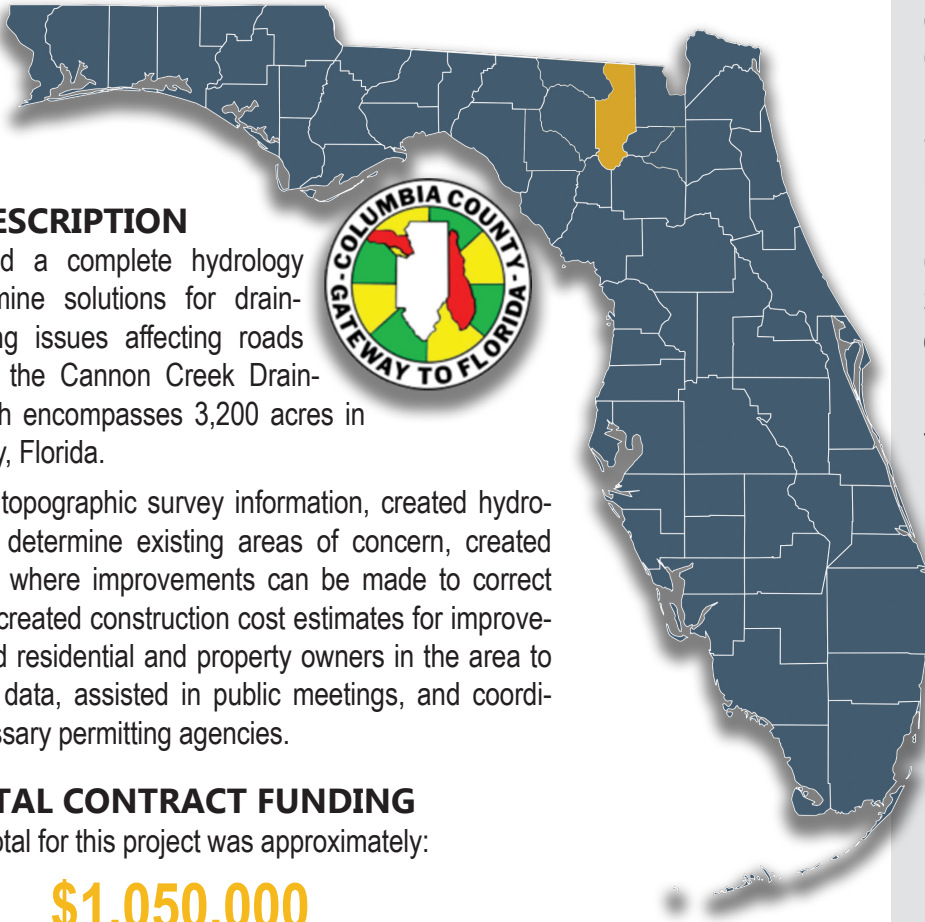 ESCRIPTION
d a complete hydrology
mine solutions for drain-
ng issues affecting roads
the Cannon Creek Drain-
h encompasses 3,200 acres in
y, Florida.
COLUMBIA COUNTY - GATEWAY TO FLORIDA -
topographic survey information, created hydro-
determine existing areas of concern, created
where improvements can be made to correct
created construction cost estimates for improve-
d residential and property owners in the area to
data, assisted in public meetings, and coordi-
ssary permitting agencies.
TAL CONTRACT FUNDING
otal for this project was approximately:
$1,050,000